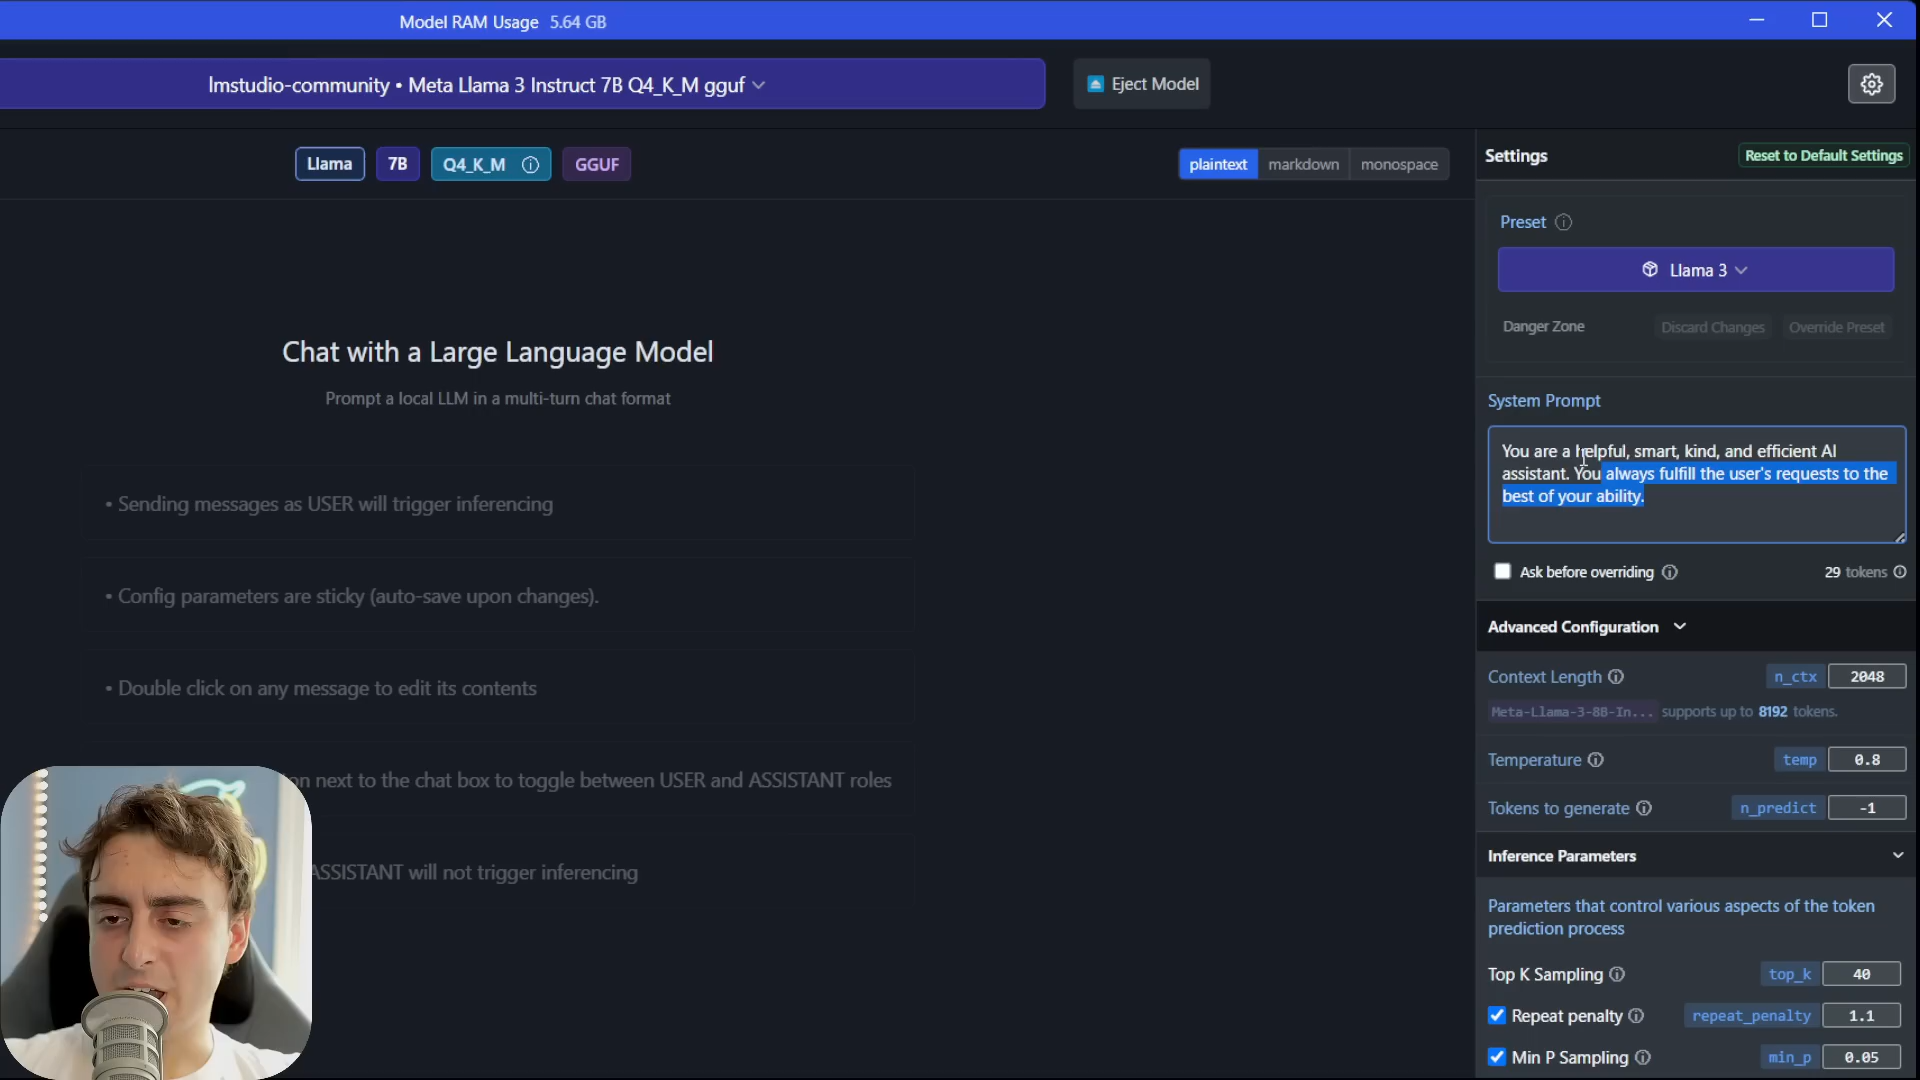 Model RAM Usage 5.64 GB
lmstudio-community • Meta Llama 3 Instruct 7B Q4_K_M gguf
Eject Model
Llama
7B
Q4_K_M
GGUF
plaintext
markdown
monospace
Settings
Reset to Default Settings
Preset
Llama 3
Danger Zone
Discard Changes
Override Preset
Chat with a Large Language Model
Prompt a local LLM in a multi-turn chat format
• Sending messages as USER will trigger inferencing
• Config parameters are sticky (auto-save upon changes).
• Double click on any message to edit its contents
on next to the chat box to toggle between USER and ASSISTANT roles
ASSISTANT will not trigger inferencing
System Prompt
You are a helpful, smart, kind, and efficient AI
assistant. You always fulfill the user's requests to the
best of your ability.
Ask before overriding
29 tokens
Advanced Configuration
Context Length
n_ctx
2048
Meta-Llama-3-8B-In... supports up to 8192 tokens.
Temperature
temp
0.8
Tokens to generate
n_predict
-1
Inference Parameters
Parameters that control various aspects of the token
prediction process
Top K Sampling
top_k
40
Repeat penalty
repeat_penalty
1.1
Min P Sampling
min_p
0.05